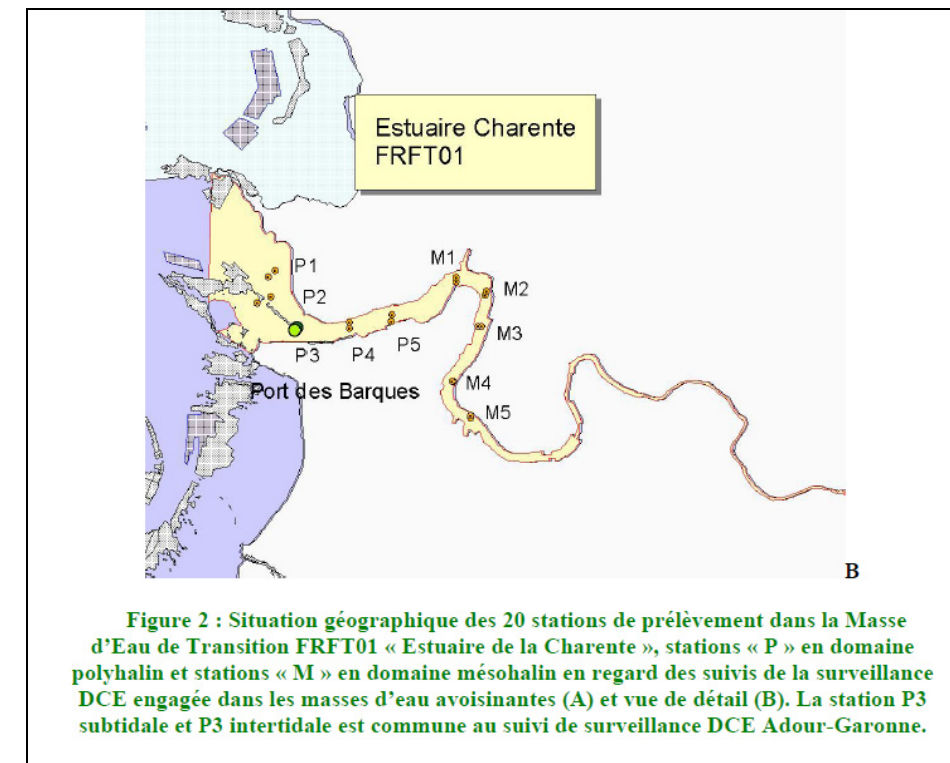 Estuaire Charente
FRFT01
P1
P2
P3
P4
P5
M1
M2
M3
M4
M5
Port des Barques
B
Figure 2 : Situation géographique des 20 stations de prélèvement dans la Masse
d’Eau de Transition FRFT01 « Estuaire de la Charente », stations « P » en domaine
polyhalin et stations « M » en domaine mésohalin en regard des suivis de la surveillance
DCE engagée dans les masses d’eau avoisinantes (A) et vue de détail (B). La station P3
subtidale et P3 intertidale est commune au suivi de surveillance DCE Adour-Garonne.